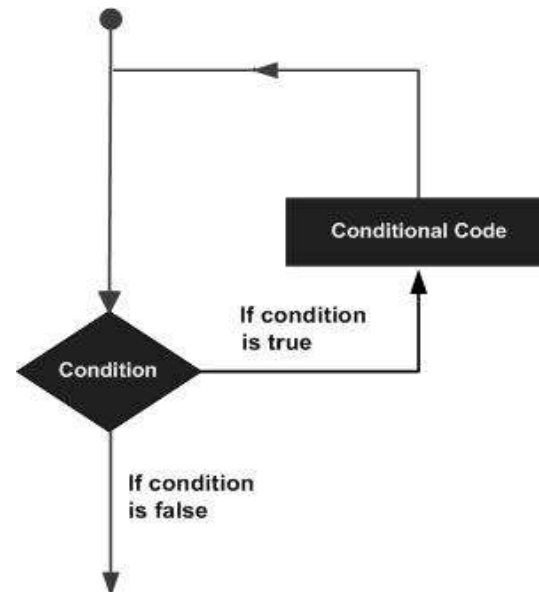 Conditional Code
If condition
is true
Condition
If condition
is false